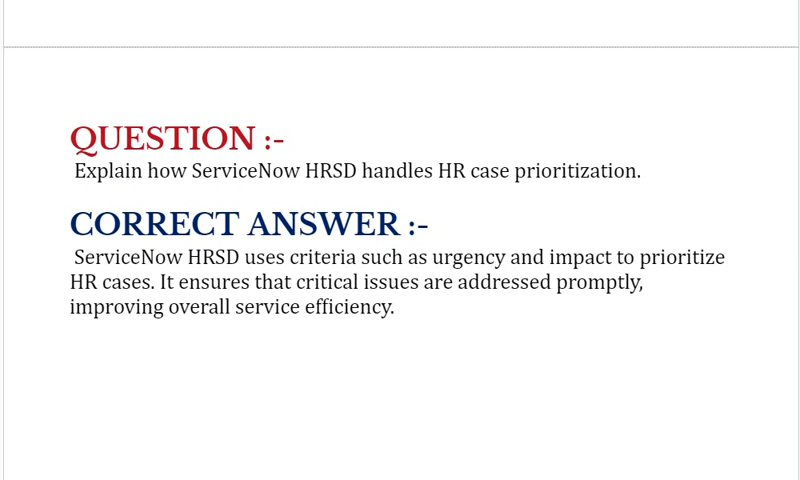 QUESTION :-
Explain how ServiceNow HRSD handles HR case prioritization.
CORRECT ANSWER :-
ServiceNow HRSD uses criteria such as urgency and impact to prioritize
HR cases. It ensures that critical issues are addressed promptly,
improving overall service efficiency.